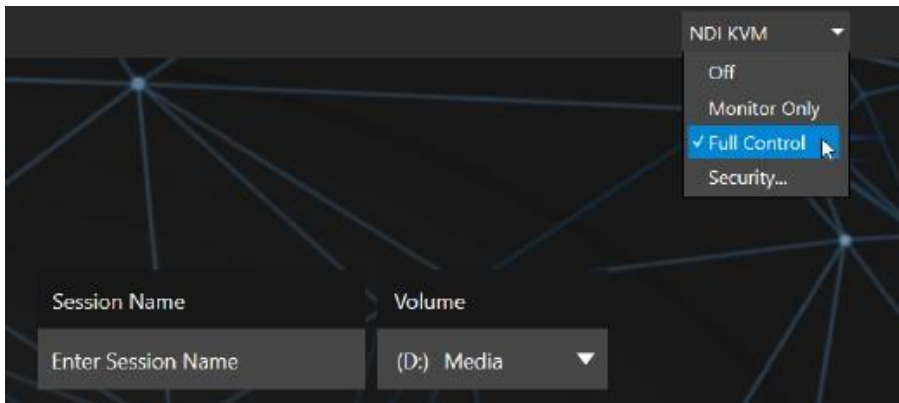 NDI KVM
Off
Monitor Only
✓ Full Control
Security...
Session Name
Enter Session Name
Volume
(D:) Media